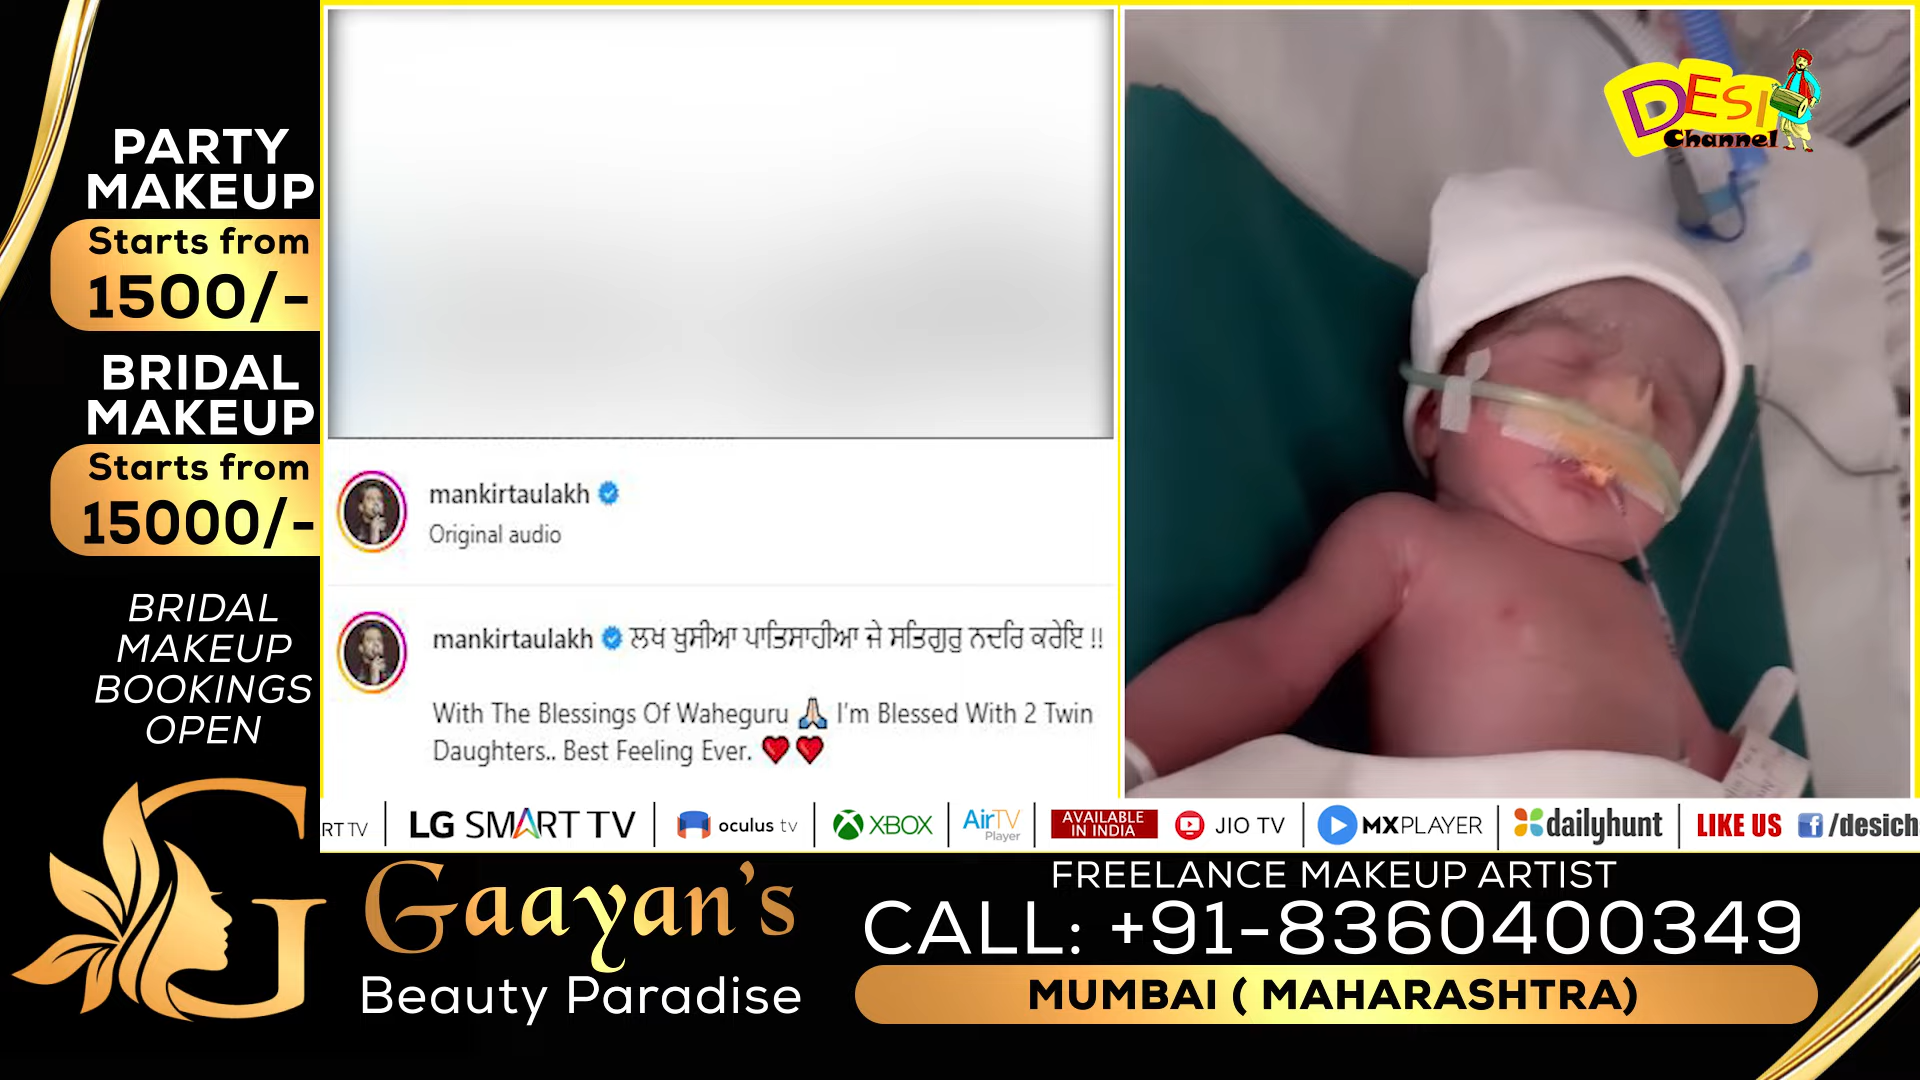 PARTY
MAKEUP
Starts from
1500/-
BRIDAL
MAKEUP
Starts from
15000/-
BRIDAL
MAKEUP
BOOKINGS
OPEN
mankirtaulakh
Original audio
mankirtaulakh ਲਖ ਖੁਸੀਆ ਪਾਤਿਸਾਹੀਆ ਜੇ ਸਤਿਗੁਰੁ ਨਦਰਿ ਕਰੇਇ !!
With The Blessings Of Waheguru 🙏🏻 I'm Blessed With 2 Twin
Daughters.. Best Feeling Ever. ❤️❤️
DESI
Channel
RT TV | LG SMART TV | oculus tv | XBOX | AirTV Player | AVAILABLE IN INDIA JIO TV | MXPLAYER | dailyhunt | LIKE US f /desich
G
Gaayan's
Beauty Paradise
FREELANCE MAKEUP ARTIST
CALL: +91-8360400349
MUMBAI ( MAHARASHTRA)